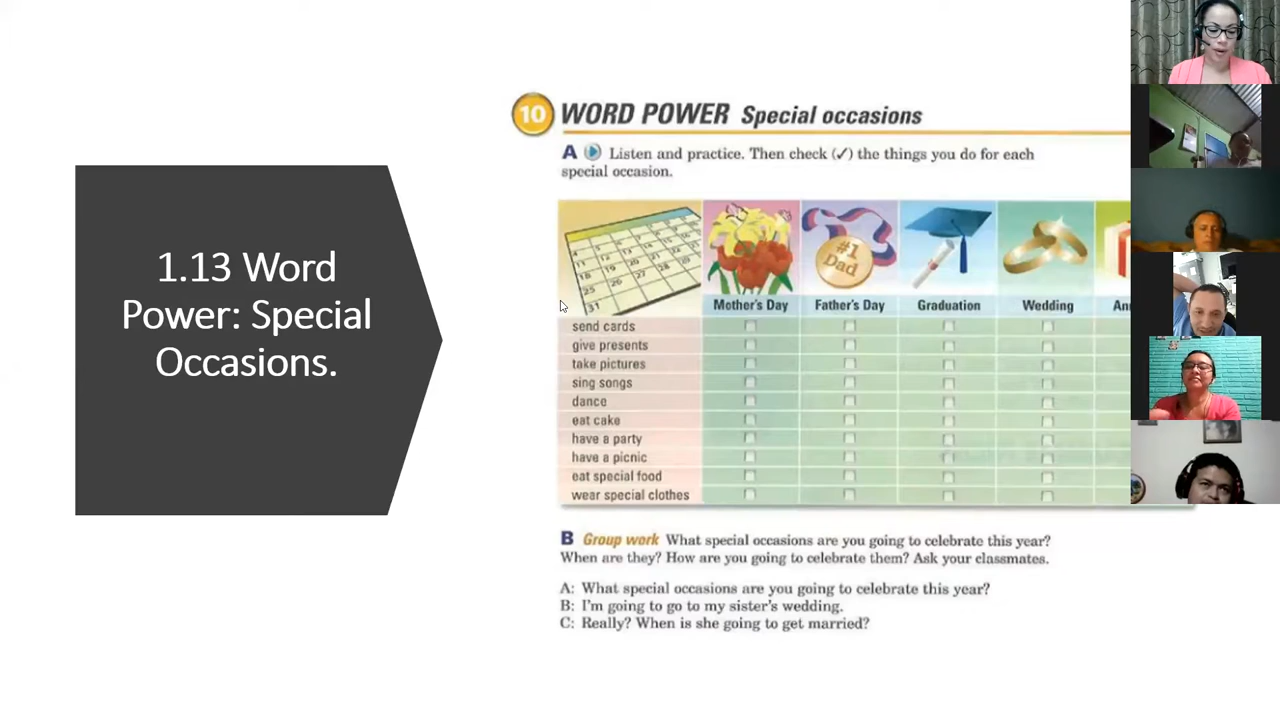 1.13 Word
Power: Special
Occasions.
10 WORD POWER Special occasions
A Listen and practice. Then check (✓) the things you do for each
special occasion.
#1
Dad
Mother's Day Father's Day Graduation Wedding An
send cards
give presents
take pictures
sing songs
dance
eat cake
have a party
have a picnic
eat special food
wear special clothes
B Group work What special occasions are you going to celebrate this year?
When are they? How are you going to celebrate them? Ask your classmates.
A: What special occasions are you going to celebrate this year?
B: I'm going to go to my sister's wedding.
C: Really? When is she going to get married?